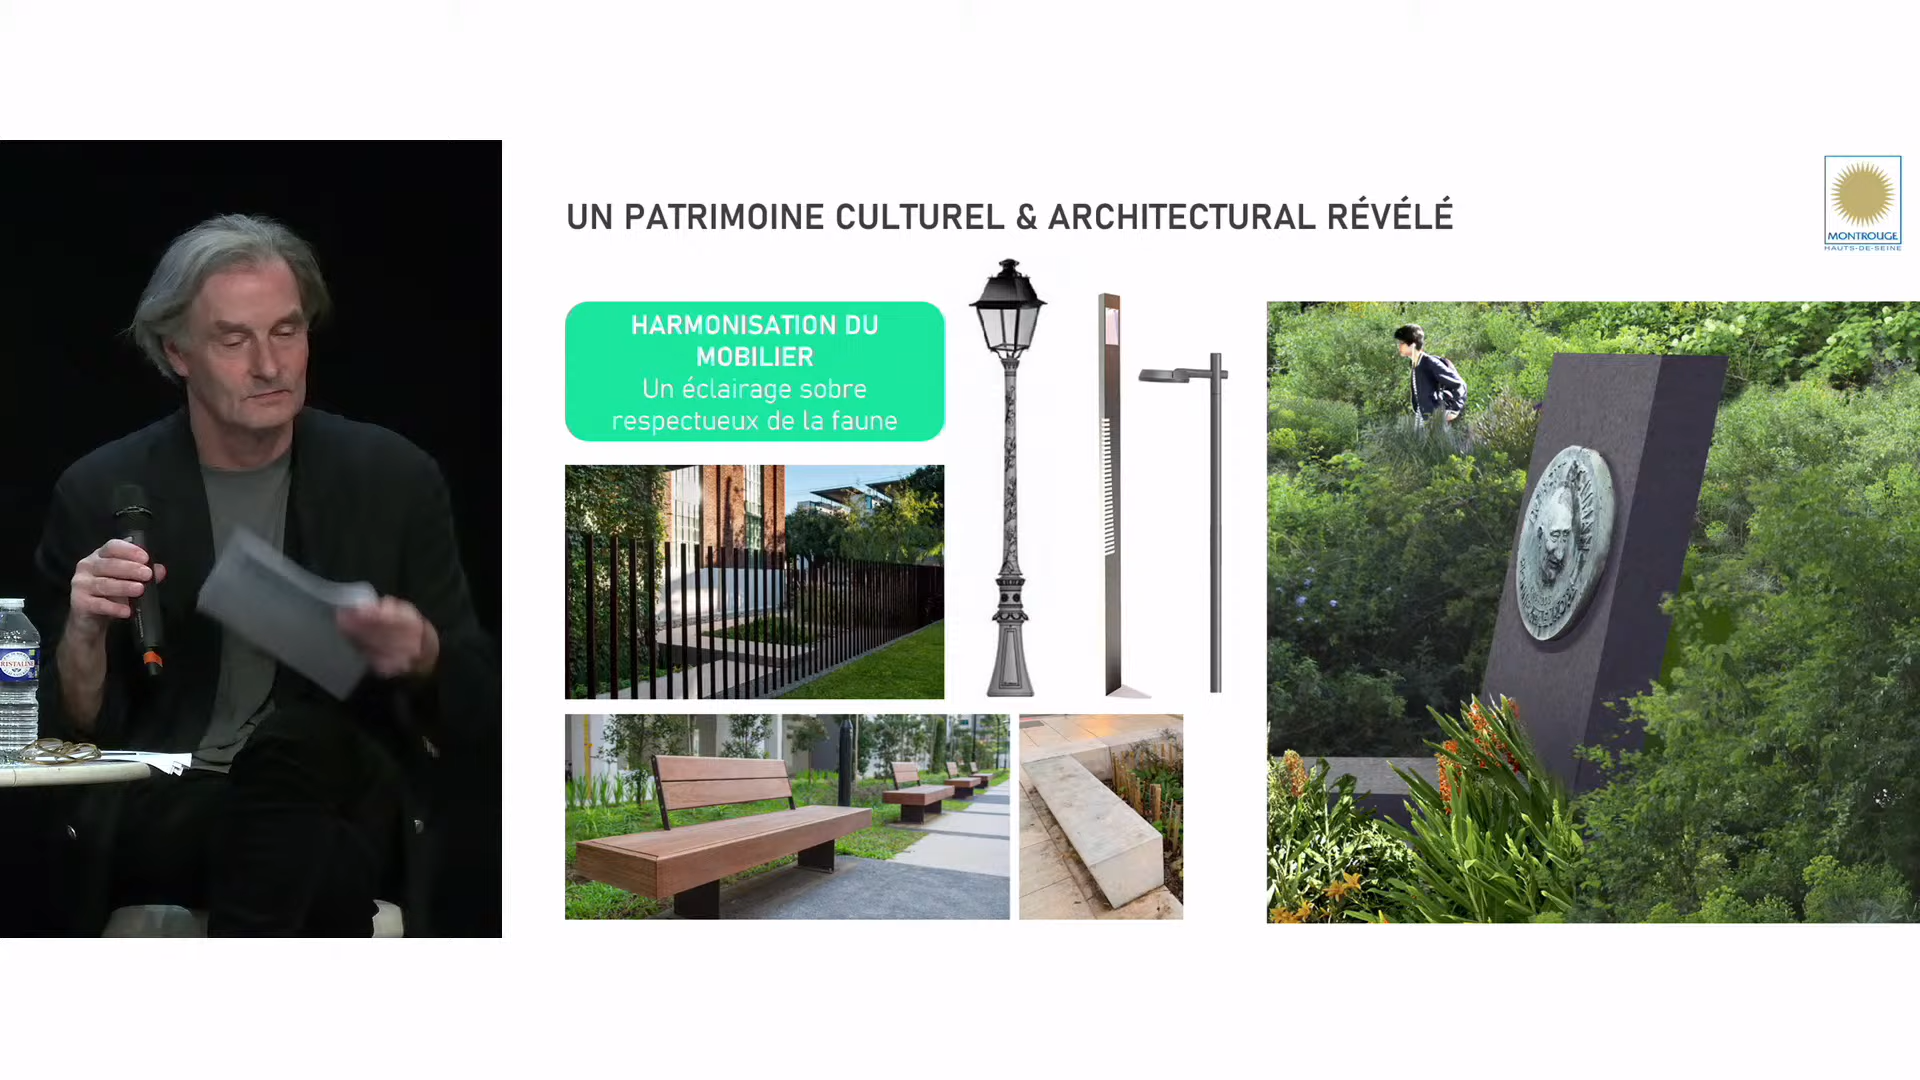 UN PATRIMOINE CULTUREL & ARCHITECTURAL RÉVÉLÉ
MONTROUGE
HAUTS-DE-SEINE
HARMONISATION DU
MOBILIER
Un éclairage sobre
respectueux de la faune